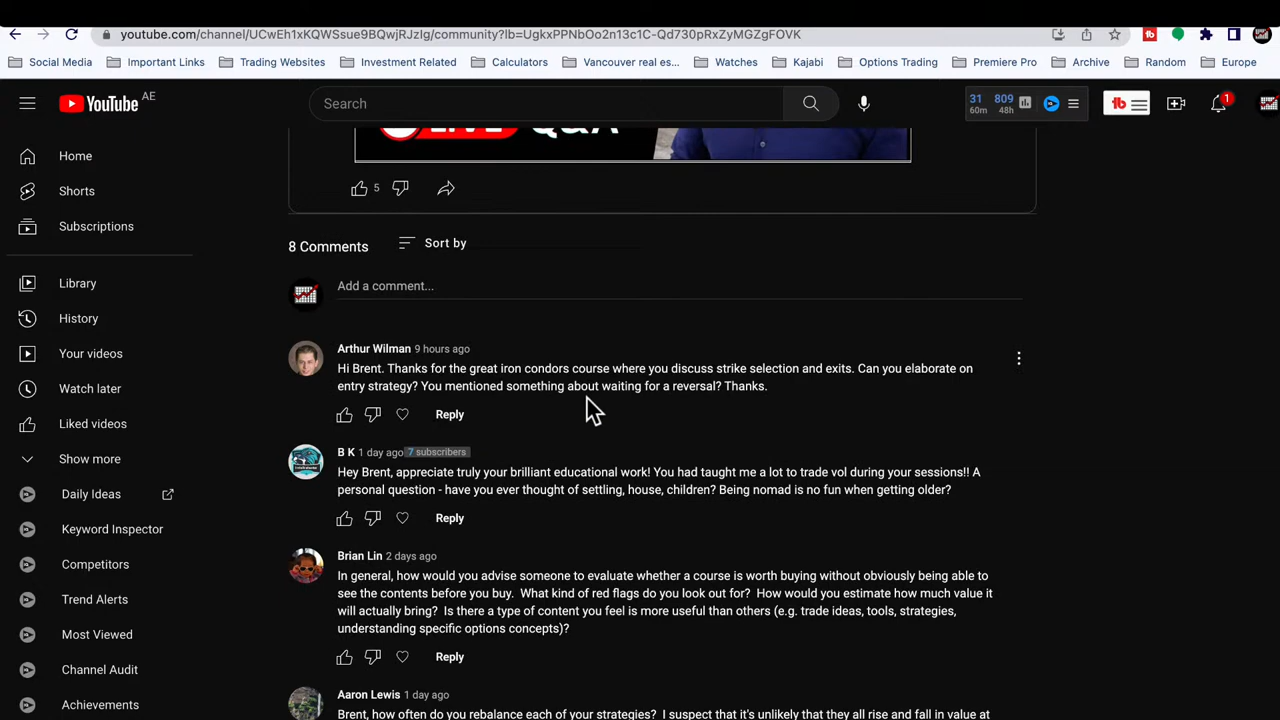 youtube.com/channel/UCwEh1xKQWSsue9BQwjRJzIg/community?lb=UgkxPPNbOo2n13c1C-Qd730pRxZyMGZgFOVK
Social Media
Important Links
Trading Websites
Investment Related
Calculators
Vancouver real es...
Watches
Kajabi
Options Trading
Premiere Pro
Archive
Random
Europe
YouTube AE
Search
31 809
60m 48h
1
LIVE Q&A
Home
Shorts
Subscriptions
Library
History
Your videos
Watch later
Liked videos
Show more
Daily Ideas
Keyword Inspector
Competitors
Trend Alerts
Most Viewed
Channel Audit
Achievements
5
8 Comments Sort by
Add a comment...
Arthur Wilman 9 hours ago
Hi Brent. Thanks for the great iron condors course where you discuss strike selection and exits. Can you elaborate on
entry strategy? You mentioned something about waiting for a reversal? Thanks.
Reply
B K 1 day ago 7 subscribers
Hey Brent, appreciate truly your brilliant educational work! You had taught me a lot to trade vol during your sessions!! A
personal question - have you ever thought of settling, house, children? Being nomad is no fun when getting older?
Reply
Brian Lin 2 days ago
In general, how would you advise someone to evaluate whether a course is worth buying without obviously being able to
see the contents before you buy. What kind of red flags do you look out for? How would you estimate how much value it
will actually bring? Is there a type of content you feel is more useful than others (e.g. trade ideas, tools, strategies,
understanding specific options concepts)?
Reply
Aaron Lewis 1 day ago
Brent, how often do you rebalance each of your strategies? I suspect that it's unlikely that they all rise and fall in value at